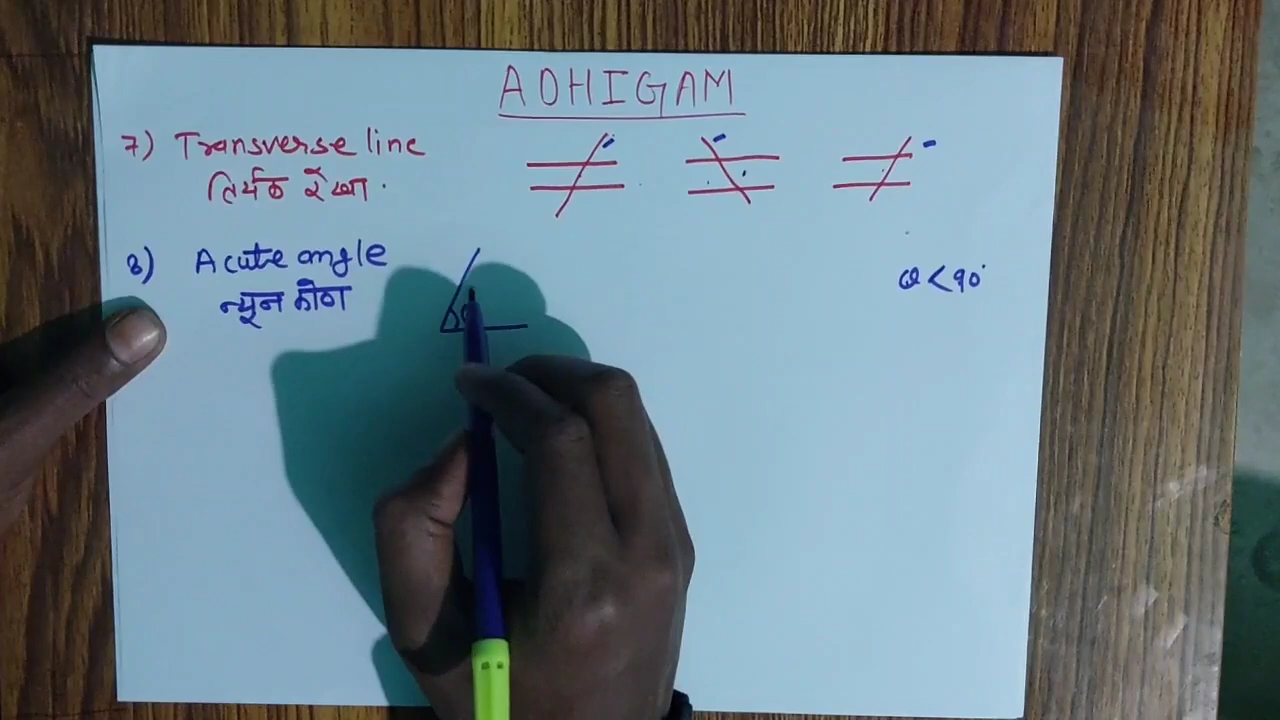 ADHIGAM
7) Transverse line
तिर्यक रेखा.
8) Acute angle
न्यून कोण
θ < 90°